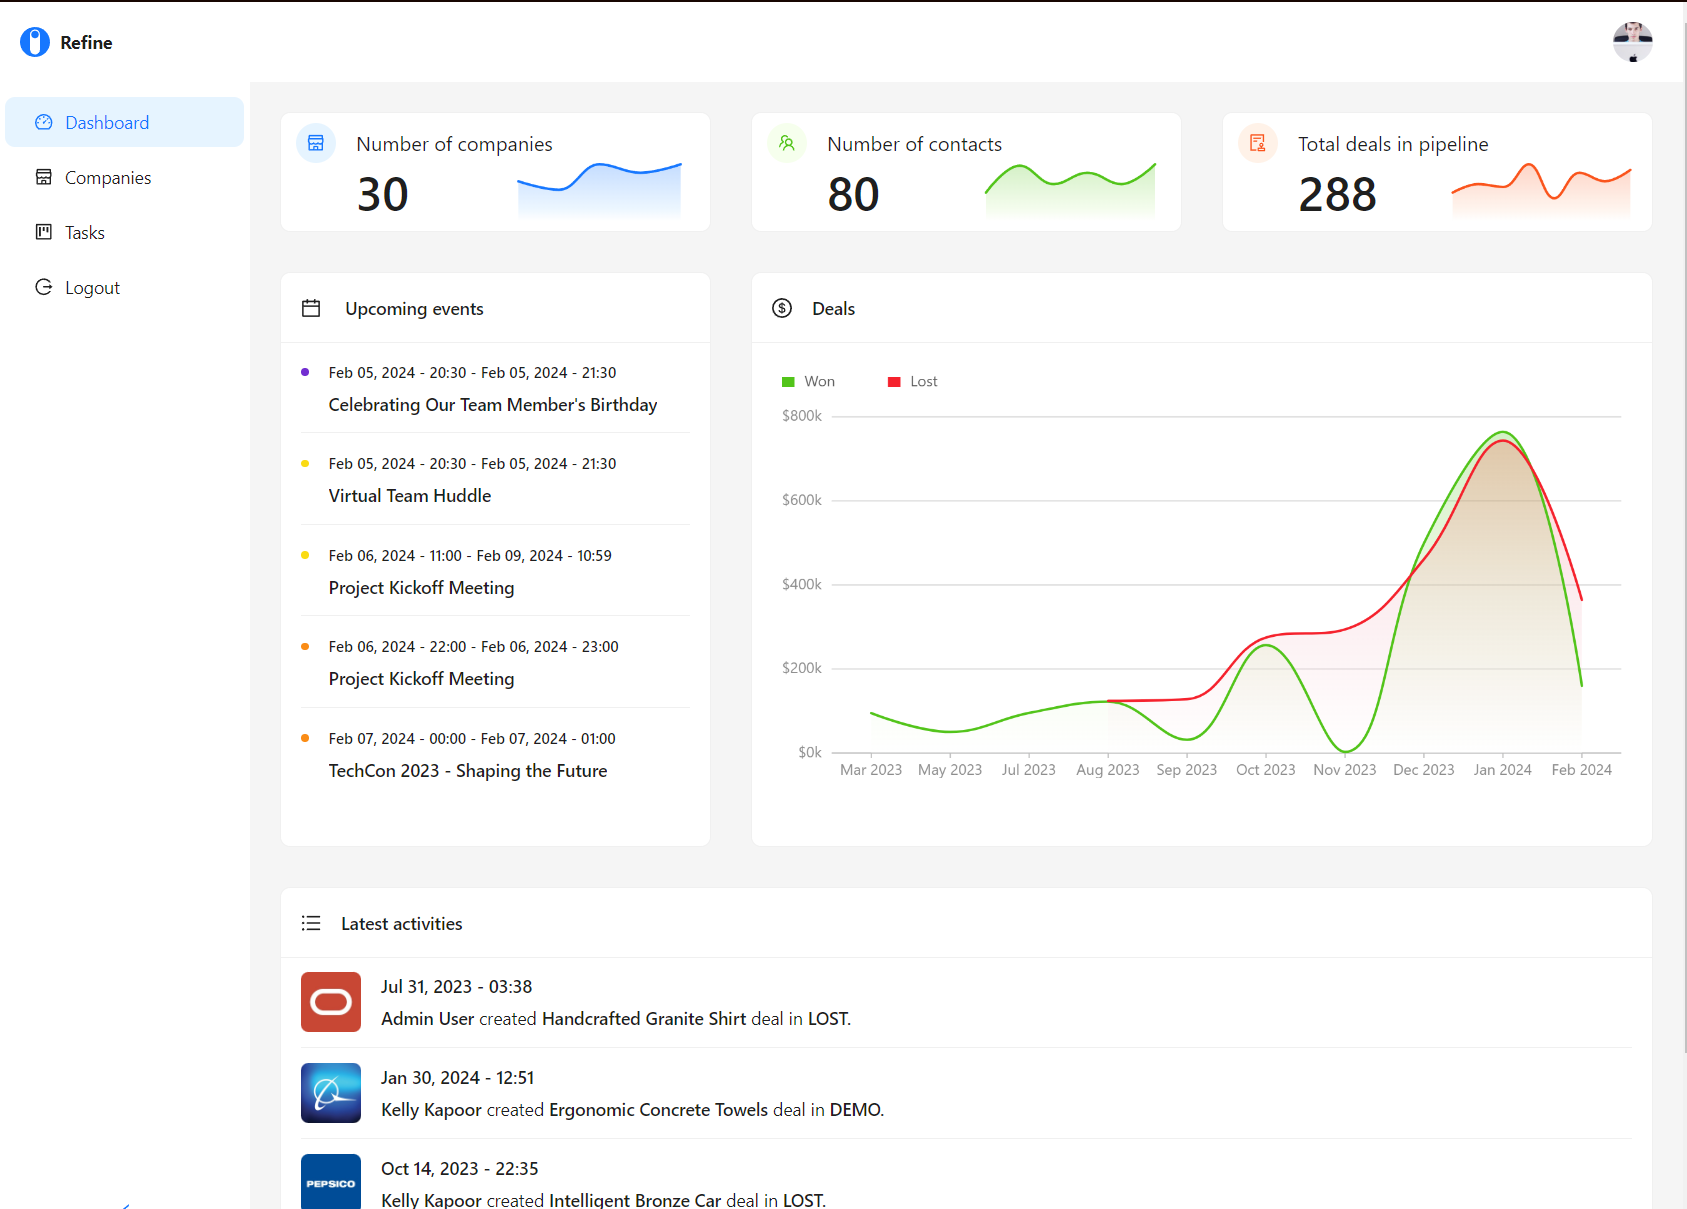 Refine
Dashboard
Companies
Tasks
Logout
Number of companies
30
Number of contacts
80
Total deals in pipeline
288
Upcoming events
Feb 05, 2024 - 20:30 - Feb 05, 2024 - 21:30
Celebrating Our Team Member's Birthday
Feb 05, 2024 - 20:30 - Feb 05, 2024 - 21:30
Virtual Team Huddle
Feb 06, 2024 - 11:00 - Feb 09, 2024 - 10:59
Project Kickoff Meeting
Feb 06, 2024 - 22:00 - Feb 06, 2024 - 23:00
Project Kickoff Meeting
Feb 07, 2024 - 00:00 - Feb 07, 2024 - 01:00
TechCon 2023 - Shaping the Future
Deals
Won Lost
$800k
$600k
$400k
$200k
$0k
Mar 2023 May 2023 Jul 2023 Aug 2023 Sep 2023 Oct 2023 Nov 2023 Dec 2023 Jan 2024 Feb 2024
Latest activities
Jul 31, 2023 - 03:38
Admin User created Handcrafted Granite Shirt deal in LOST.
Jan 30, 2024 - 12:51
Kelly Kapoor created Ergonomic Concrete Towels deal in DEMO.
PEPSICO
Oct 14, 2023 - 22:35
Kelly Kapoor created Intelligent Bronze Car deal in LOST.